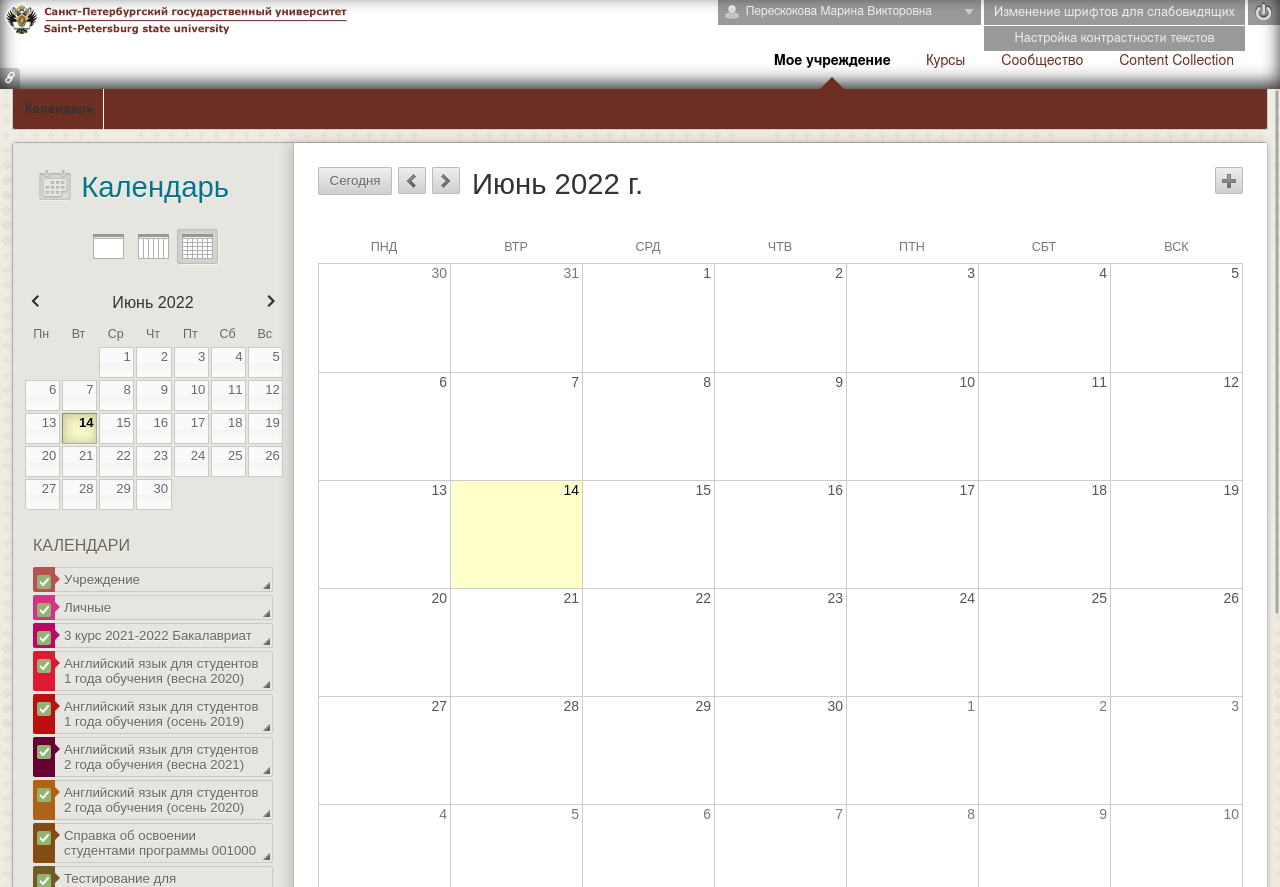 Санкт-Петербургский государственный университет
Saint-Petersburg state university
Перескокова Марина Викторовна
Изменение шрифтов для слабовидящих
Настройка контрастности текстов
Мое учреждение Курсы Сообщество Content Collection
Календарь
Календарь
Июнь 2022
Пн Вт Ср Чт Пт Сб Вс
1 2 3 4 5
6 7 8 9 10 11 12
13 14 15 16 17 18 19
20 21 22 23 24 25 26
27 28 29 30
КАЛЕНДАРИ
Учреждение
Личные
3 курс 2021-2022 Бакалавриат
Английский язык для студентов
1 года обучения (весна 2020)
Английский язык для студентов
1 года обучения (осень 2019)
Английский язык для студентов
2 года обучения (весна 2021)
Английский язык для студентов
2 года обучения (осень 2020)
Справка об освоении
студентами программы 001000
Тестирование для
Сегодня Июнь 2022 г.
ПНД ВТР СРД ЧТВ ПТН СБТ ВСК
30 31 1 2 3 4 5
6 7 8 9 10 11 12
13 14 15 16 17 18 19
20 21 22 23 24 25 26
27 28 29 30 1 2 3
4 5 6 7 8 9 10